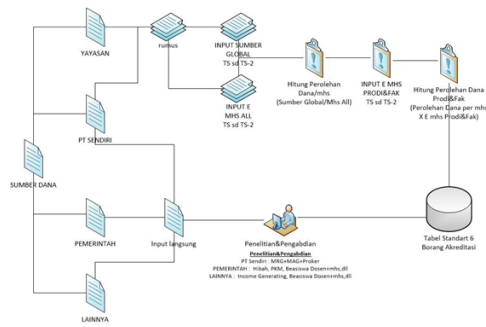 YAYASAN
rumus
INPUT SUMBER
GLOBAL
TS sd TS-2
INPUT E
MHS ALL
TS sd TS-2
Hitung Perolehan
Dana/mhs
(Sumber Global/Mhs All)
INPUT E MHS
PRODI&FAK
TS sd TS-2
Hitung Perolehan Dana
Prodi&Fak
(Perolehan Dana per mhs
X E mhs Prodi&Fak)
PT SENDIRI
SUMBER DANA
PEMERINTAH
Input langsung
Penelitian&Pengabdian
Penelitian&Pengabdian
PT Sendiri : MRG+MAG+Proker
PEMERINTAH : Hibah, PKM, Beasiswa Dosen+mhs,dll
LAINNYA : Income Generating, Beasiswa Dosen+mhs,dll
Tabel Standart 6
Borang Akreditasi
LAINNYA